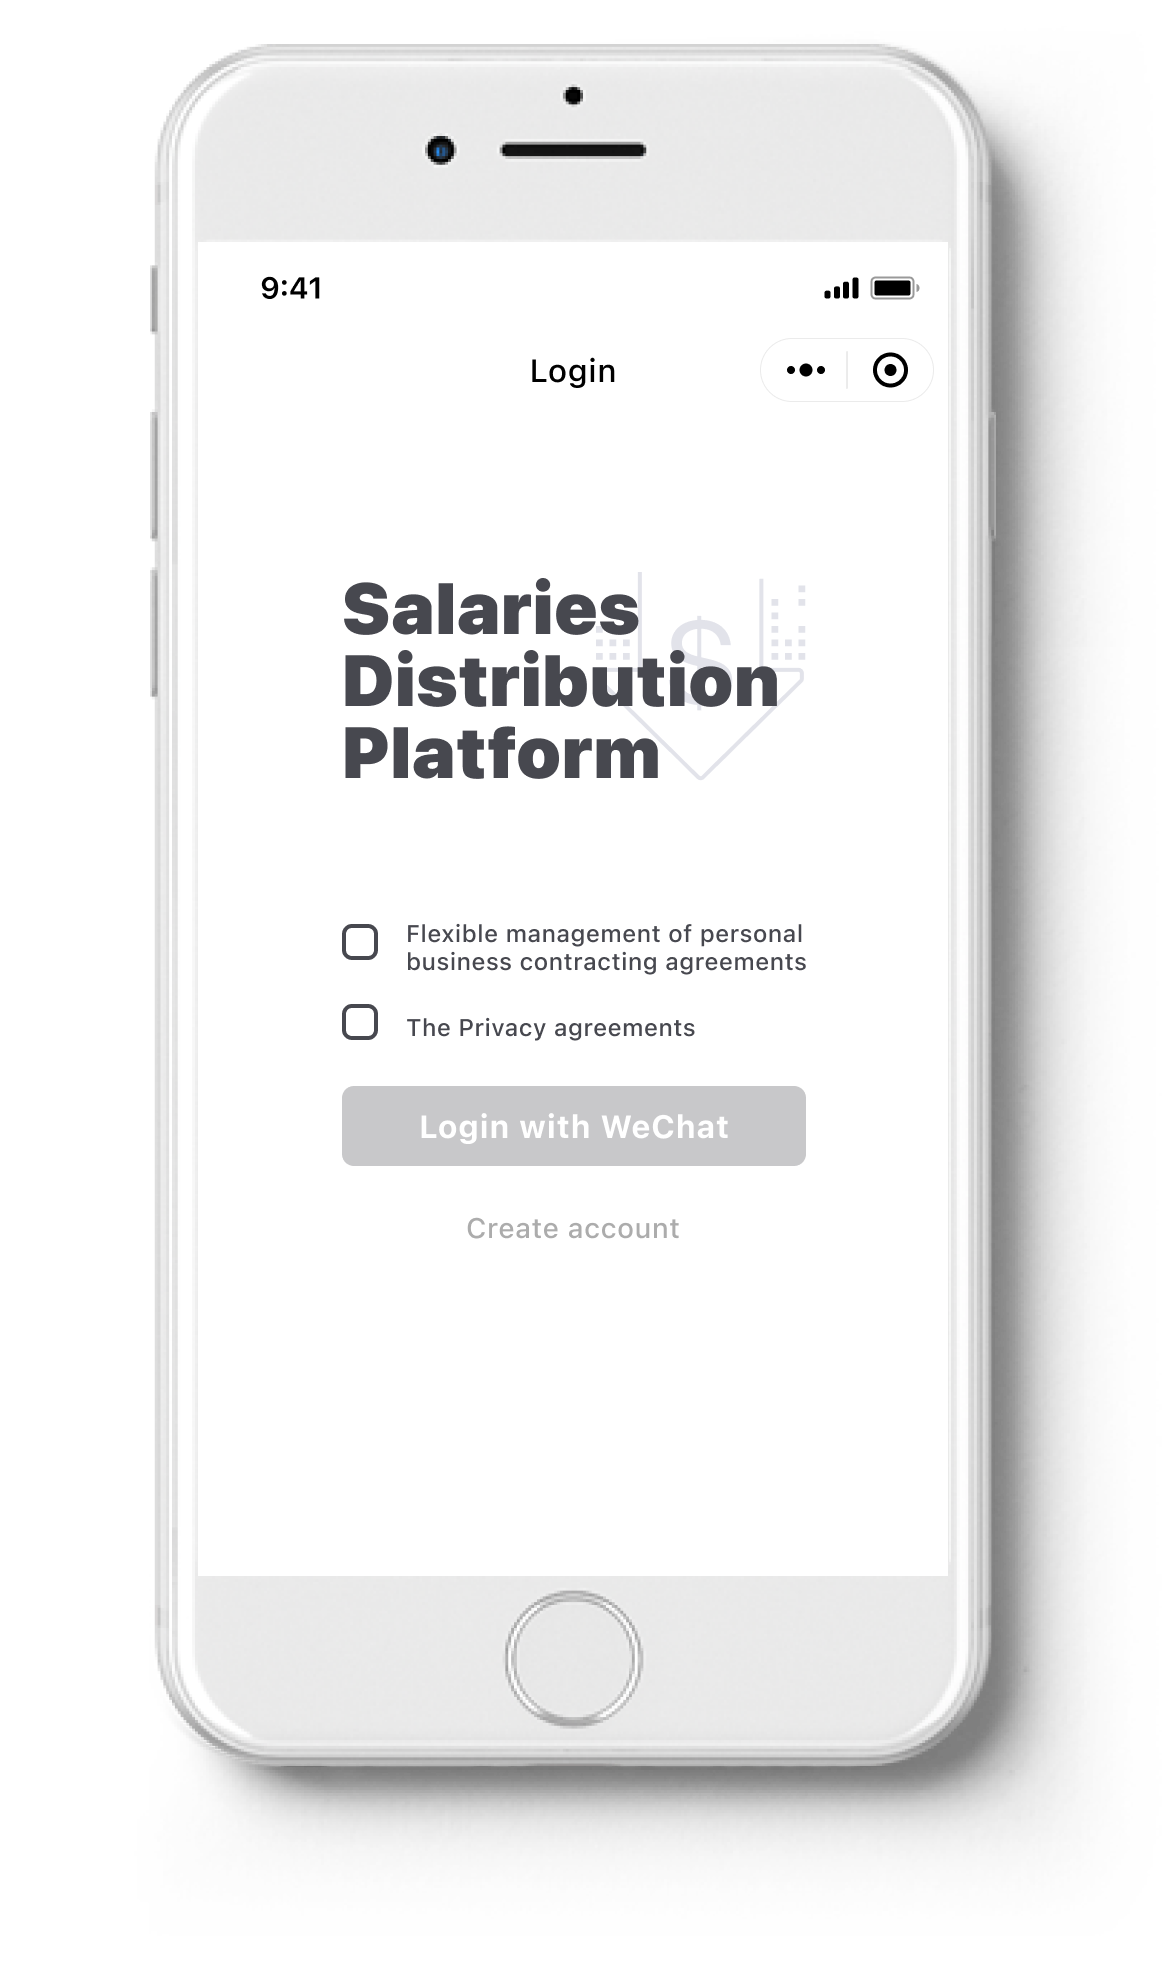 9:41
Login
Salaries
$
Distribution
Platform
Flexible management of personal
business contracting agreements
The Privacy agreements
Login with WeChat
Create account